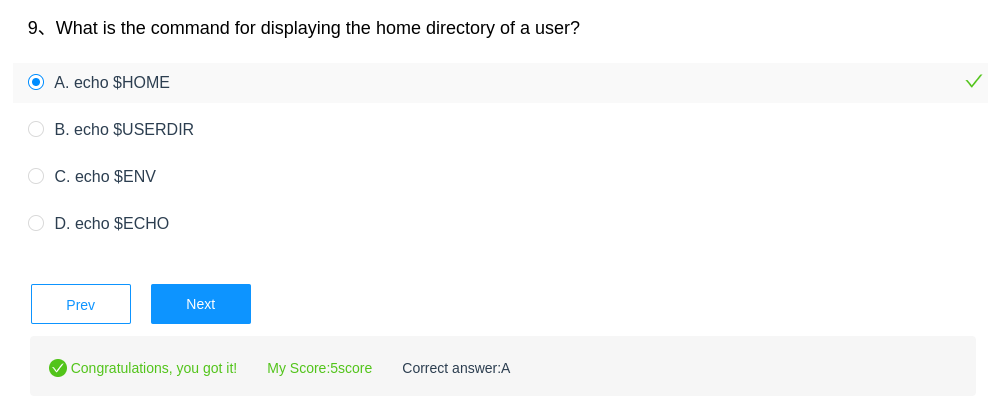 9、What is the command for displaying the home directory of a user?
A. echo $HOME
B. echo $USERDIR
C. echo $ENV
D. echo $ECHO
Prev Next
Congratulations, you got it! My Score:5score Correct answer:A